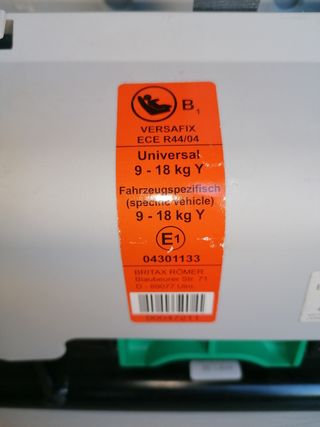 B1
VERSAFIX
ECE R44/04
Universal
9 - 18 kg Y
Fahrzeugspezifisch
(specific vehicle)
9 - 18 kg Y
E1
04301133
BRITAX RÖMER
Blaubeurer Str. 71
D - 89077 Ulm